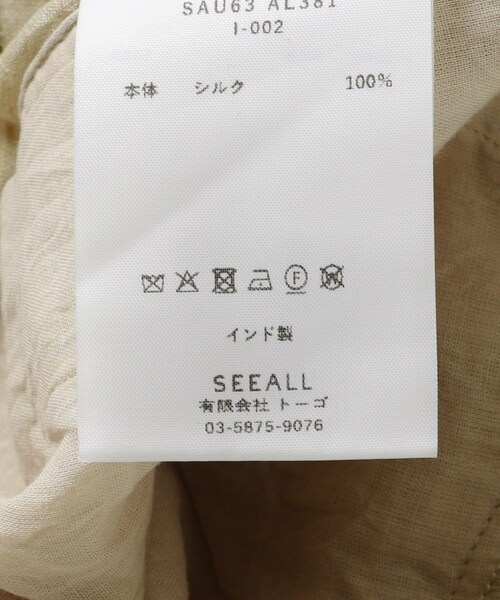 SAU63 AL381
I-002
本体 シルク 100%
F W
インド製
SEEALL
有限会社 トーゴ
03-5875-9076